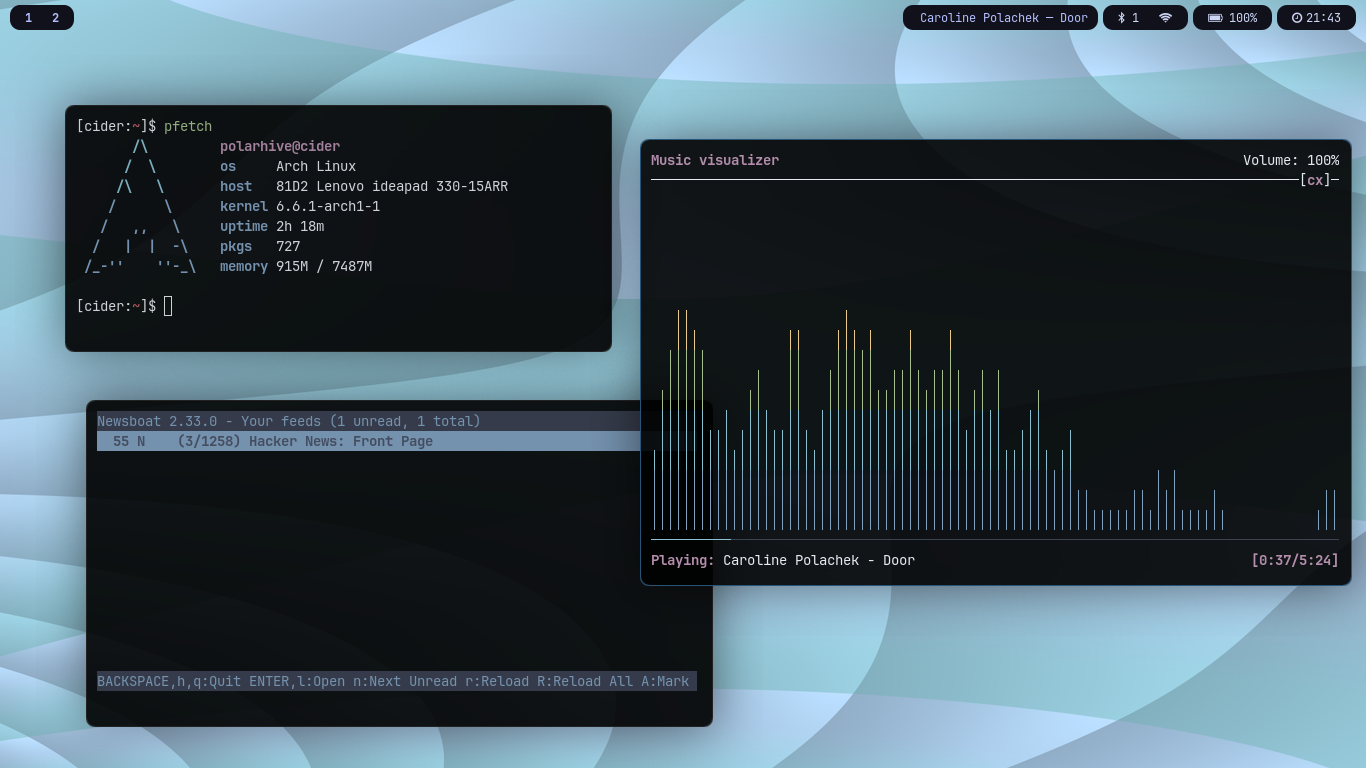 1 2
Caroline Polachek — Door
1
100%
21:43
[cider:~]$ pfetch
polarhive@cider
os Arch Linux
host 81D2 Lenovo ideapad 330-15ARR
kernel 6.6.1-arch1-1
uptime 2h 18m
pkgs 727
memory 915M / 7487M
[cider:~]$
Music visualizer Volume: 100%
[cx]
Playing: Caroline Polachek - Door [0:37/5:24]
Newsboat 2.33.0 - Your feeds (1 unread, 1 total)
55 N (3/1258) Hacker News: Front Page
BACKSPACE,h,q:Quit ENTER,l:Open n:Next Unread r:Reload R:Reload All A:Mark